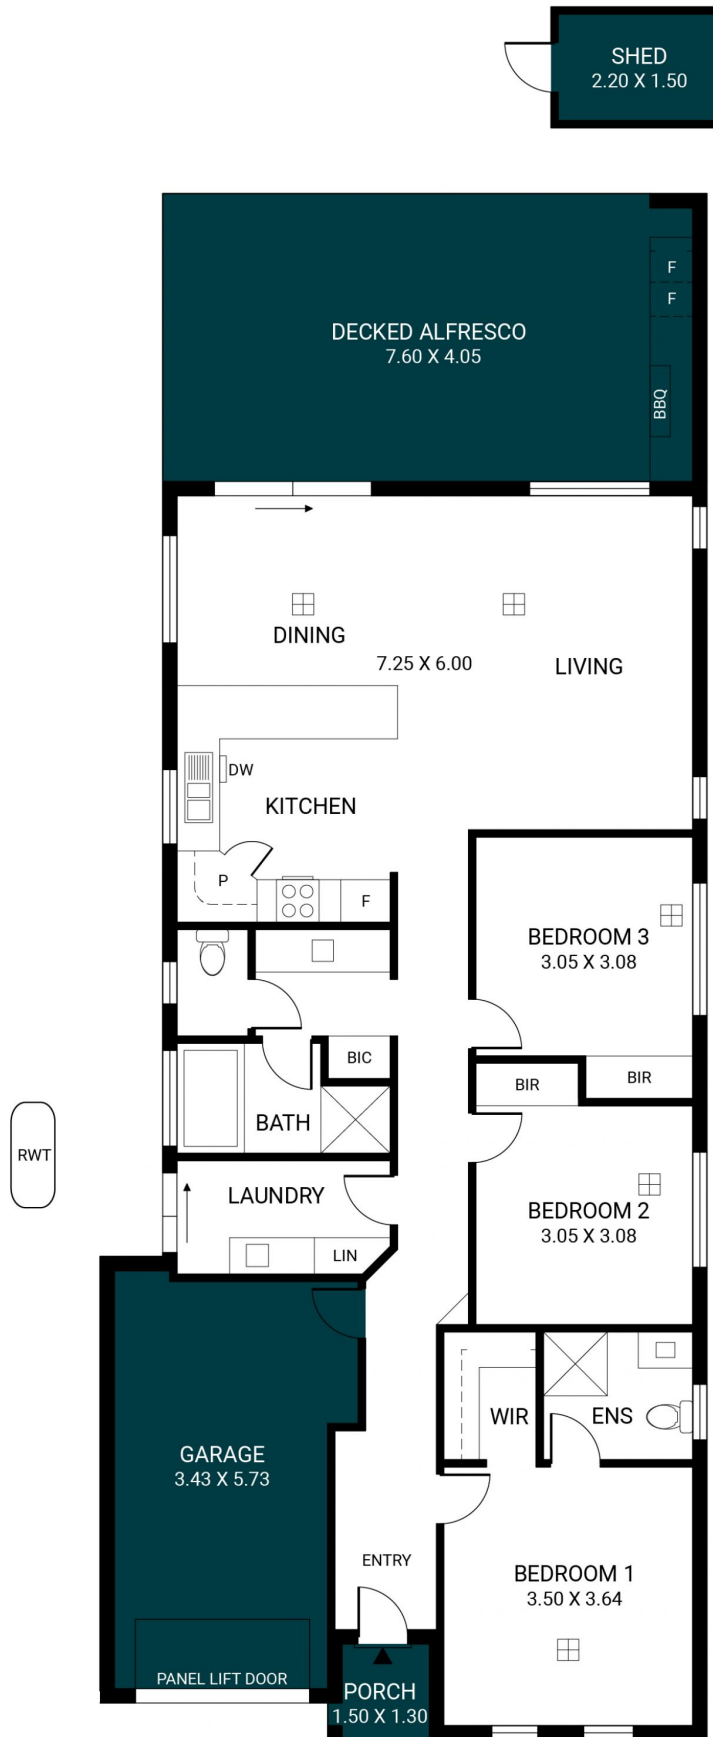 SHED
2.20 X 1.50
F
F
DECKED ALFRESCO
7.60 X 4.05
BBQ
DINING
7.25 X 6.00
LIVING
DW
KITCHEN
P
F
BEDROOM 3
3.05 X 3.08
BIC
BIR
BIR
BATH
RWT
LAUNDRY
BEDROOM 2
3.05 X 3.08
LIN
WIR
ENS
GARAGE
3.43 X 5.73
ENTRY
BEDROOM 1
3.50 X 3.64
PANEL LIFT DOOR
PORCH
1.50 X 1.30